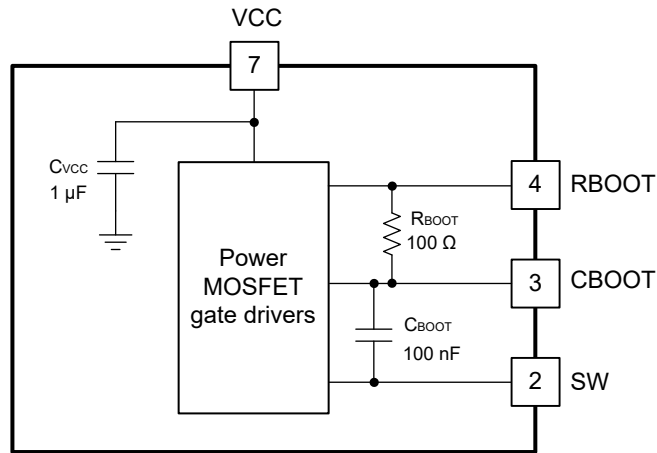 VCC
7
CVCC
1 µF
4 RBOOT
RBOOT
100 Ω
Power
MOSFET
gate drivers
3 CBOOT
CBOOT
100 nF
2 SW